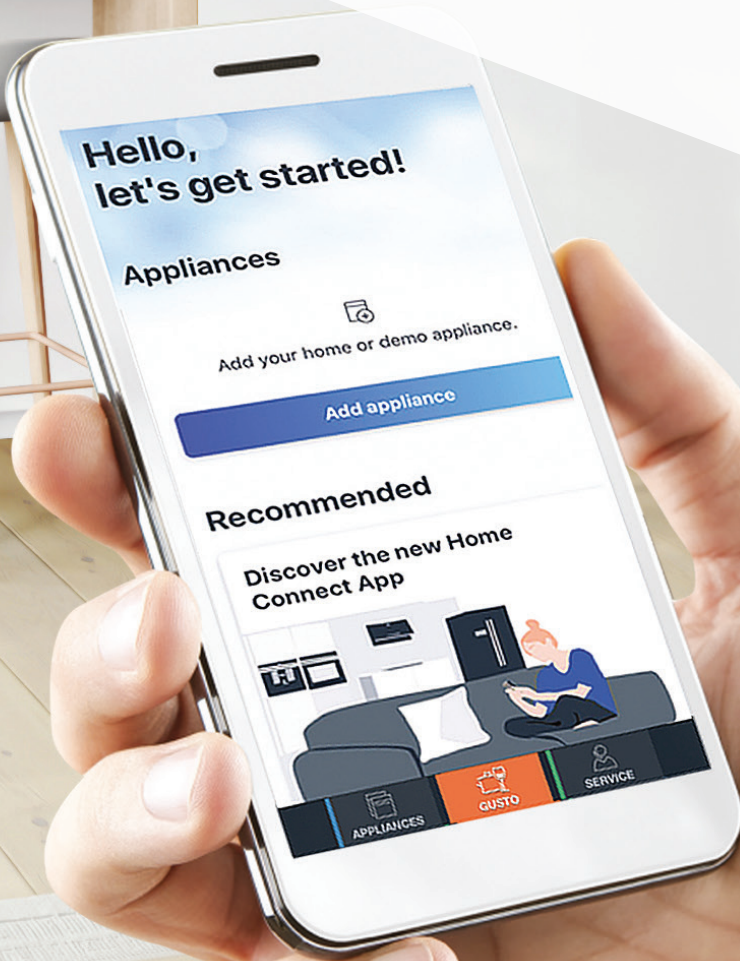 Hello,
let's get started!
Appliances
Add your home or demo appliance.
Add appliance
Recommended
Discover the new Home
Connect App
APPLIANCES
GUSTO
SERVICE